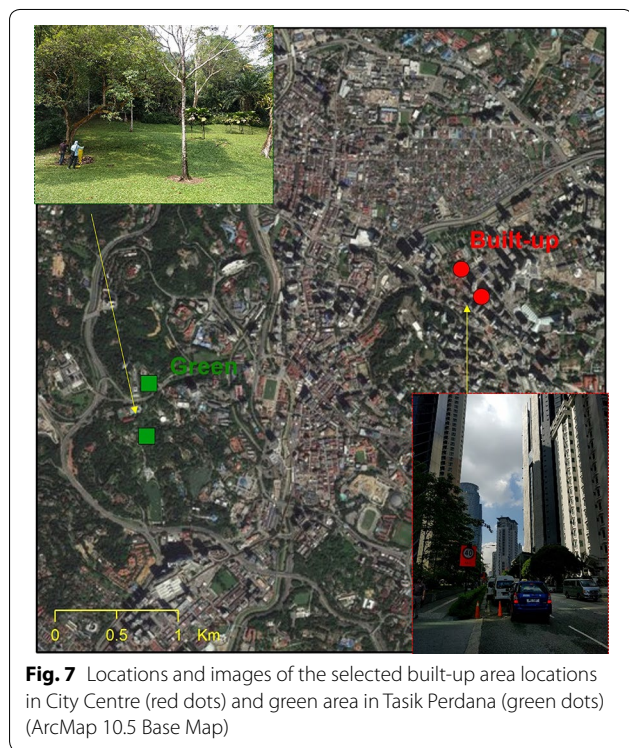 Built-up
Green
40
0 0.5 1 Km
Fig. 7 Locations and images of the selected built-up area locations
in City Centre (red dots) and green area in Tasik Perdana (green dots)
(ArcMap 10.5 Base Map)